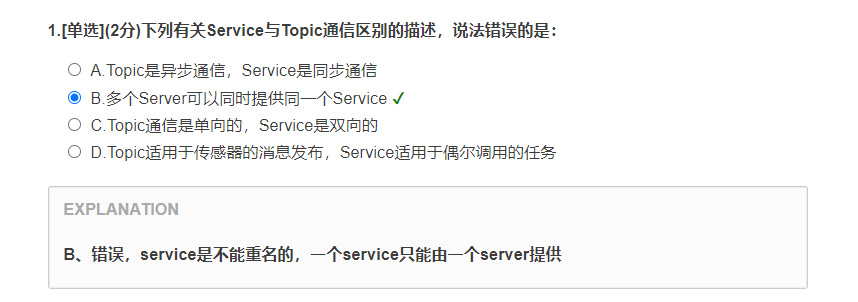 1.[单选](2分)下列有关Service与Topic通信区别的描述，说法错误的是：
A.Topic是异步通信，Service是同步通信
B.多个Server可以同时提供同一个Service ✓
C.Topic通信是单向的，Service是双向的
D.Topic适用于传感器的消息发布，Service适用于偶尔调用的任务
EXPLANATION
B、错误，service是不能重名的，一个service只能由一个server提供